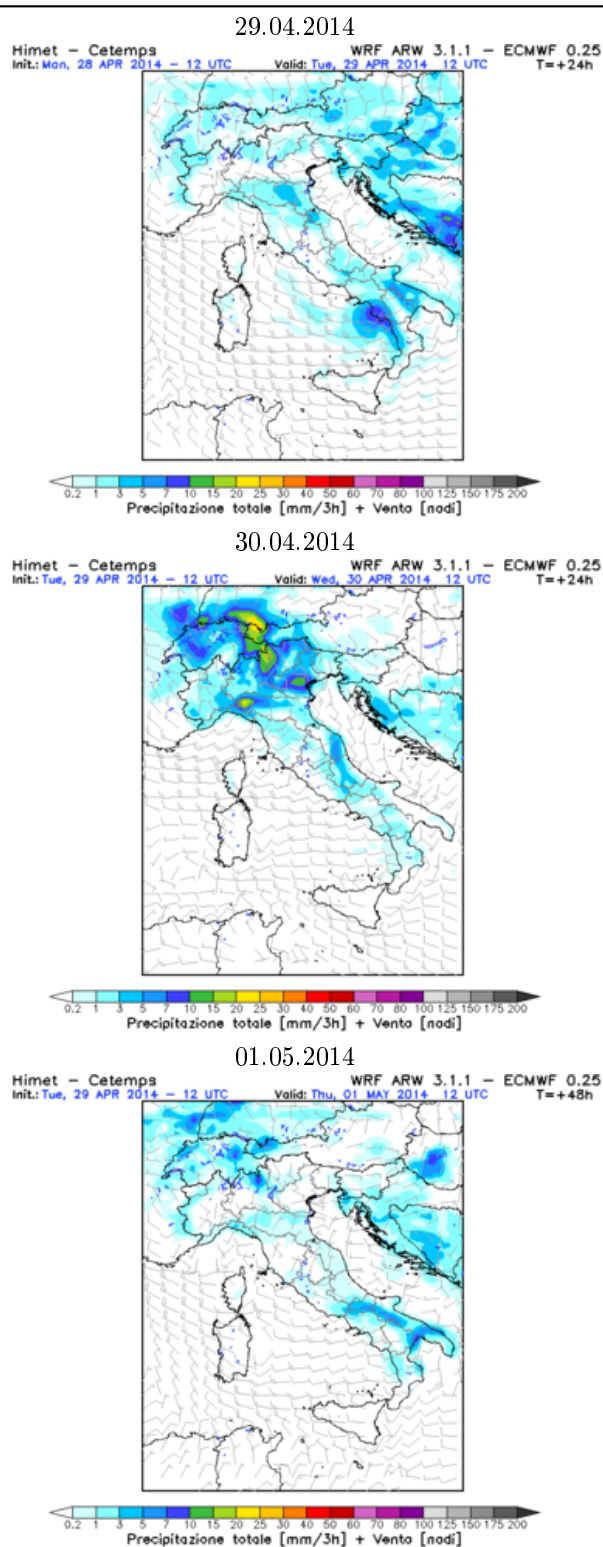 29.04.2014
Himet – Cetemps WRF ARW 3.1.1 – ECMWF 0.25
Init.: Mon, 28 APR 2014 – 12 UTC Valid: Tue, 29 APR 2014 12 UTC T=+24h
0.2 1 3 5 7 10 15 20 25 30 40 50 60 70 80 100 125 150 175 200
Precipitazione totale [mm/3h] + Vento [nodi]
30.04.2014
Himet – Cetemps WRF ARW 3.1.1 – ECMWF 0.25
Init.: Tue, 29 APR 2014 – 12 UTC Valid: Wed, 30 APR 2014 12 UTC T=+24h
0.2 1 3 5 7 10 15 20 25 30 40 50 60 70 80 100 125 150 175 200
Precipitazione totale [mm/3h] + Vento [nodi]
01.05.2014
Himet – Cetemps WRF ARW 3.1.1 – ECMWF 0.25
Init.: Tue, 29 APR 2014 – 12 UTC Valid: Thu, 01 MAY 2014 12 UTC T=+48h
0.2 1 3 5 7 10 15 20 25 30 40 50 60 70 80 100 125 150 175 200
Precipitazione totale [mm/3h] + Vento [nodi]